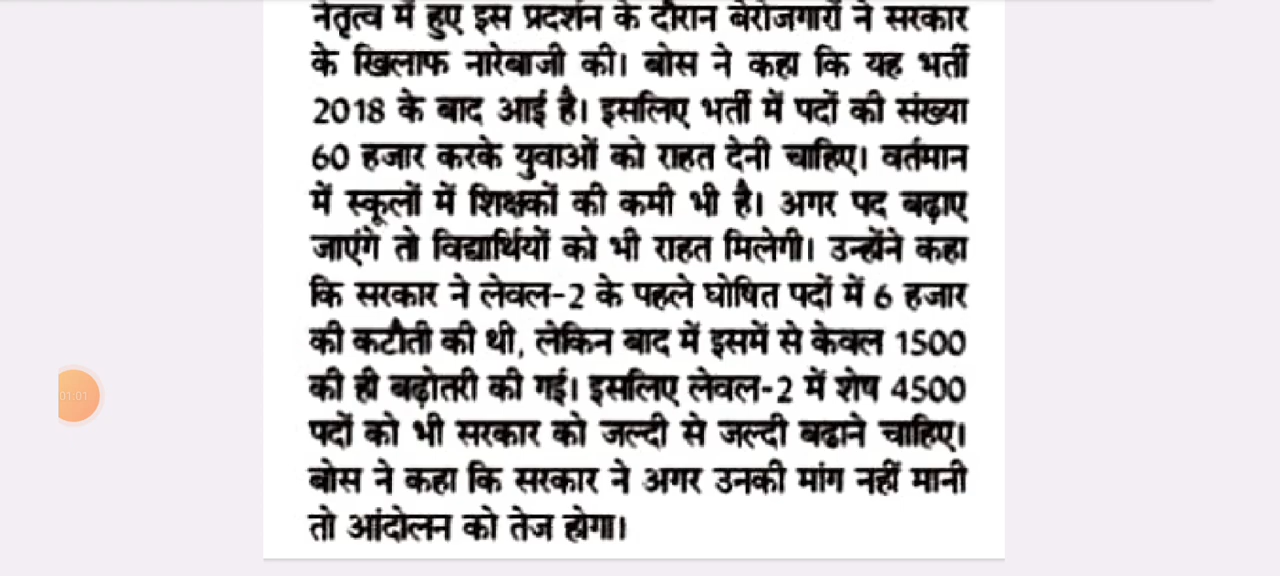 नेतृत्व में हुए इस प्रदर्शन के दौरान बेरोजगारों ने सरकार
के खिलाफ नारेबाजी की। बोस ने कहा कि यह भर्ती
2018 के बाद आई है। इसलिए भर्ती में पदों की संख्या
60 हजार करके युवाओं को राहत देनी चाहिए। वर्तमान
में स्कूलों में शिक्षकों की कमी भी है। अगर पद बढ़ाए
जाएंगे तो विद्यार्थियों को भी राहत मिलेगी। उन्होंने कहा
कि सरकार ने लेवल-2 के पहले घोषित पदों में 6 हजार
की कटौती की थी, लेकिन बाद में इसमें से केवल 1500
की ही बढ़ोतरी की गई। इसलिए लेवल-2 में शेष 4500
पदों को भी सरकार को जल्दी से जल्दी बढाने चाहिए।
बोस ने कहा कि सरकार ने अगर उनकी मांग नहीं मानी
तो आंदोलन को तेज होगा।
01:01